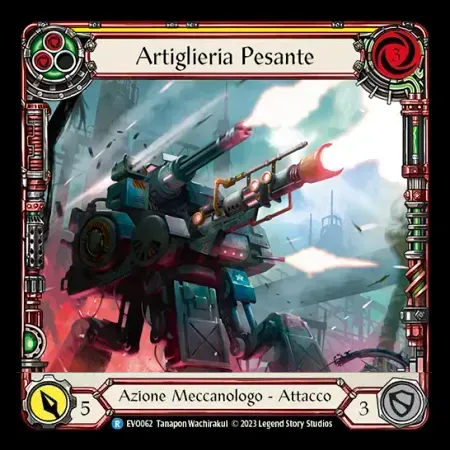 Artiglieria Pesante
3
5
Azione Meccanologo - Attacco
3
R EVO062 Tanapon Wachirakul © 2023 Legend Story Studios